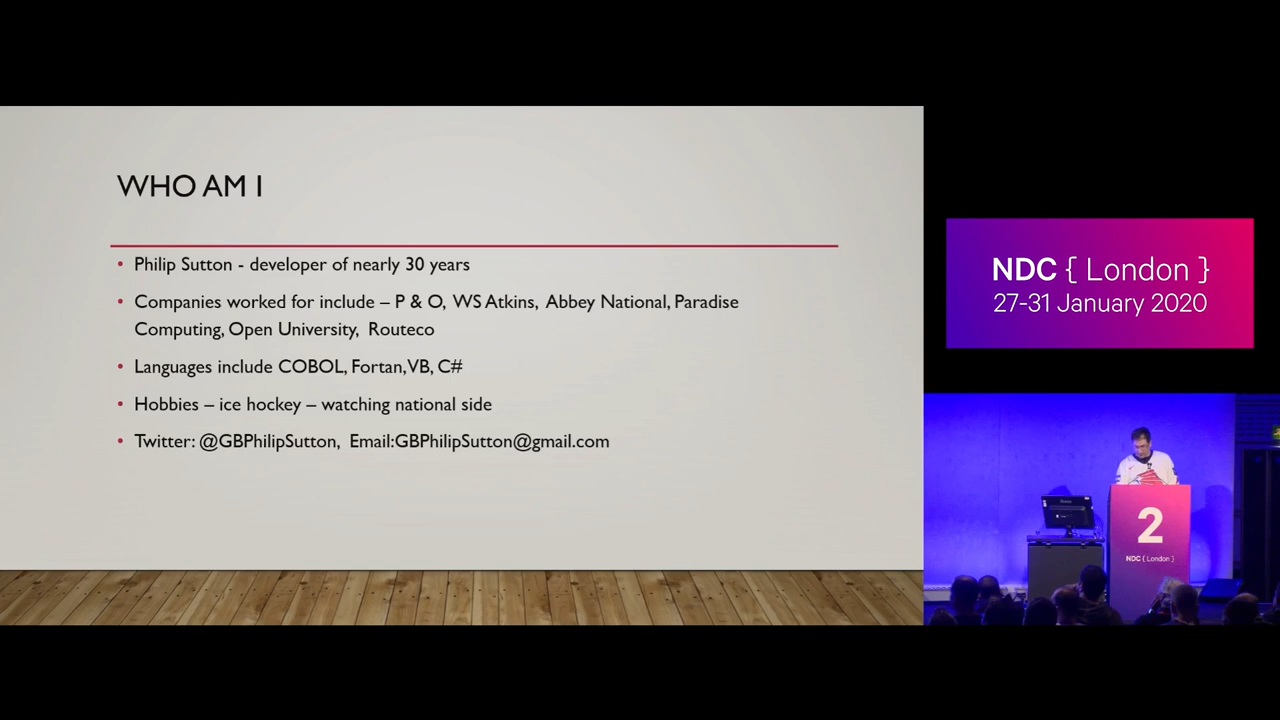 WHO AM I
• Philip Sutton - developer of nearly 30 years
• Companies worked for include – P & O, WS Atkins, Abbey National, Paradise
Computing, Open University, Routeco
• Languages include COBOL, Fortan, VB, C#
• Hobbies – ice hockey – watching national side
• Twitter: @GBPhilipSutton, Email:GBPhilipSutton@gmail.com
NDC { London }
27-31 January 2020
2
NDC { London }